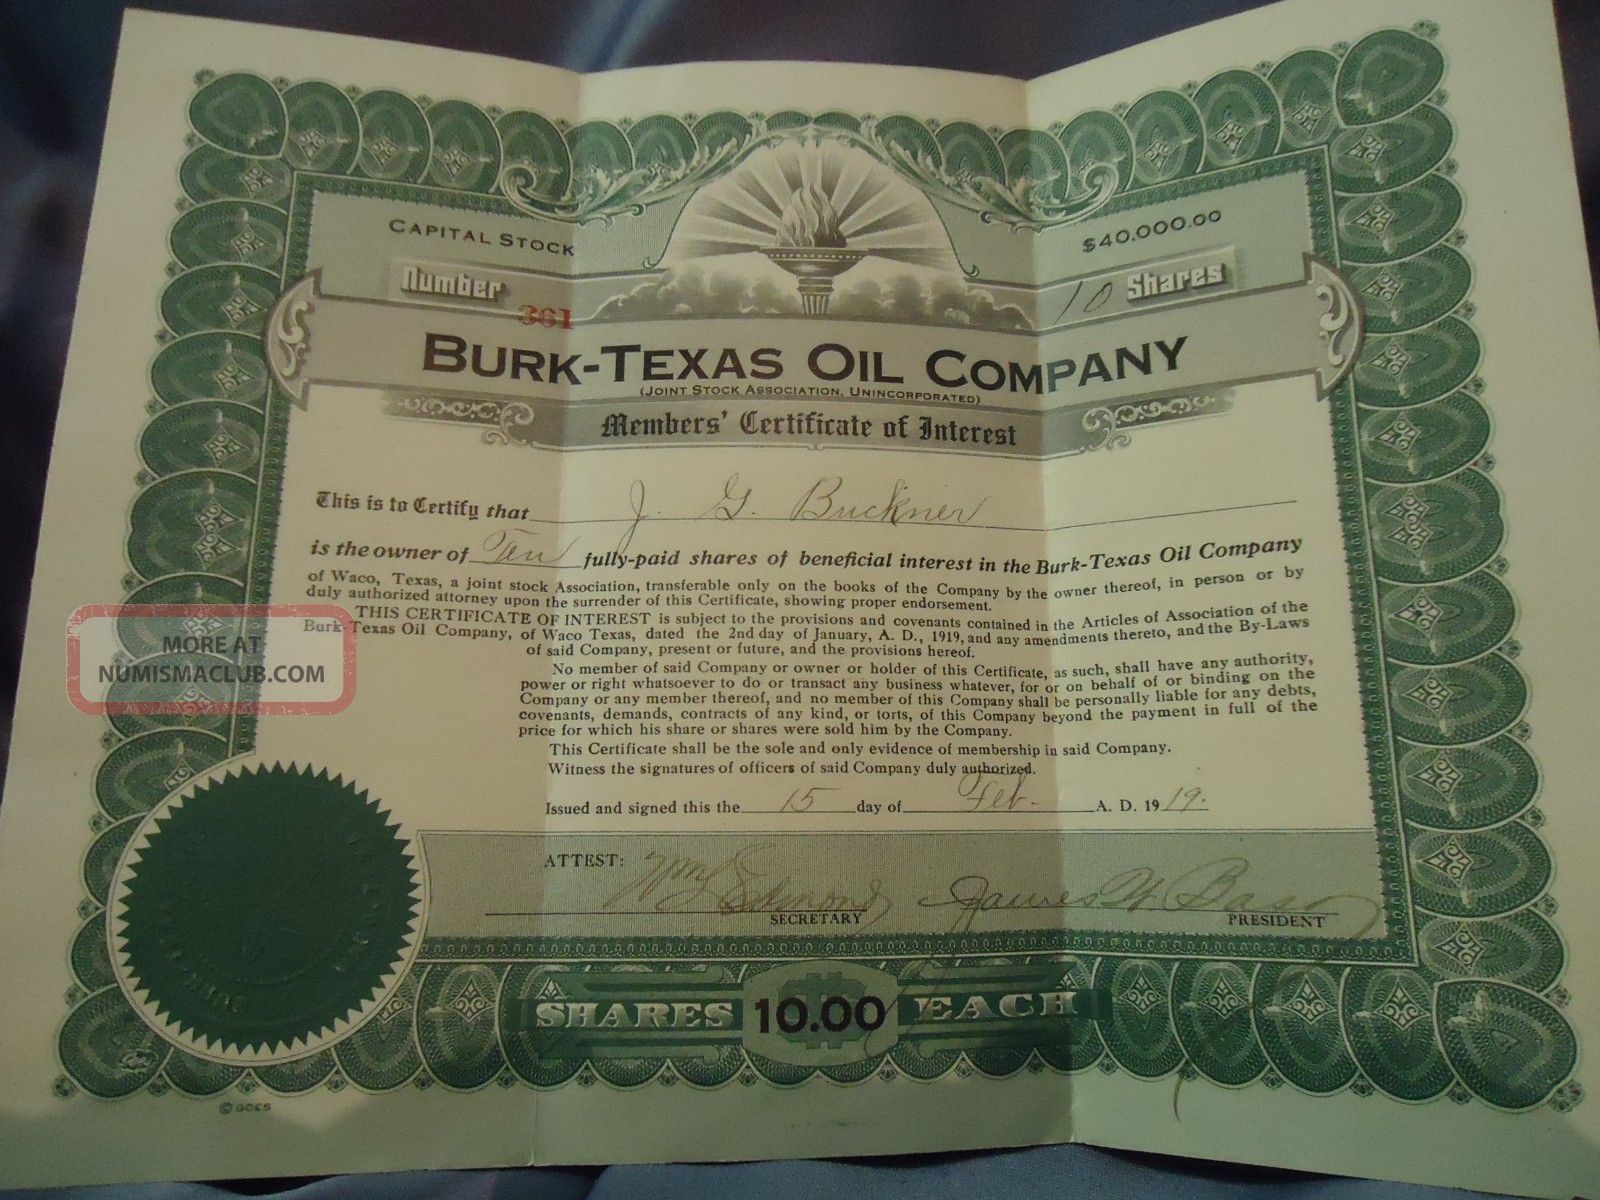 CAPITAL STOCK
$40,000.00
Number 361
10 Shares
BURK-TEXAS OIL COMPANY
(JOINT STOCK ASSOCIATION, UNINCORPORATED)
Members' Certificate of Interest
This is to Certify that J. G. Buckner
is the owner of Ten fully-paid shares of beneficial interest in the Burk-Texas Oil Company
of Waco, Texas, a joint stock Association, transferable only on the books of the Company by the owner thereof, in person or by
duly authorized attorney upon the surrender of this Certificate, showing proper endorsement.
THIS CERTIFICATE OF INTEREST is subject to the provisions and covenants contained in the Articles of Association of the
Burk-Texas Oil Company, of Waco Texas, dated the 2nd day of January, A. D., 1919, and any amendments thereto, and the By-Laws
of said Company, present or future, and the provisions hereof.
No member of said Company or owner or holder of this Certificate, as such, shall have any authority,
power or right whatsoever to do or transact any business whatever, for or on behalf of or binding on the
Company or any member thereof, and no member of this Company shall be personally liable for any debts,
covenants, demands, contracts of any kind, or torts, of this Company beyond the payment in full of the
price for which his share or shares were sold him by the Company.
This Certificate shall be the sole and only evidence of membership in said Company.
Witness the signatures of officers of said Company duly authorized.
Issued and signed this the 15 day of Feb- A. D. 1919.
ATTEST:
SECRETARY
James
PRESIDENT
SHARES 10.00 EACH
© GOES
MORE AT
NUMISMACLUB.COM